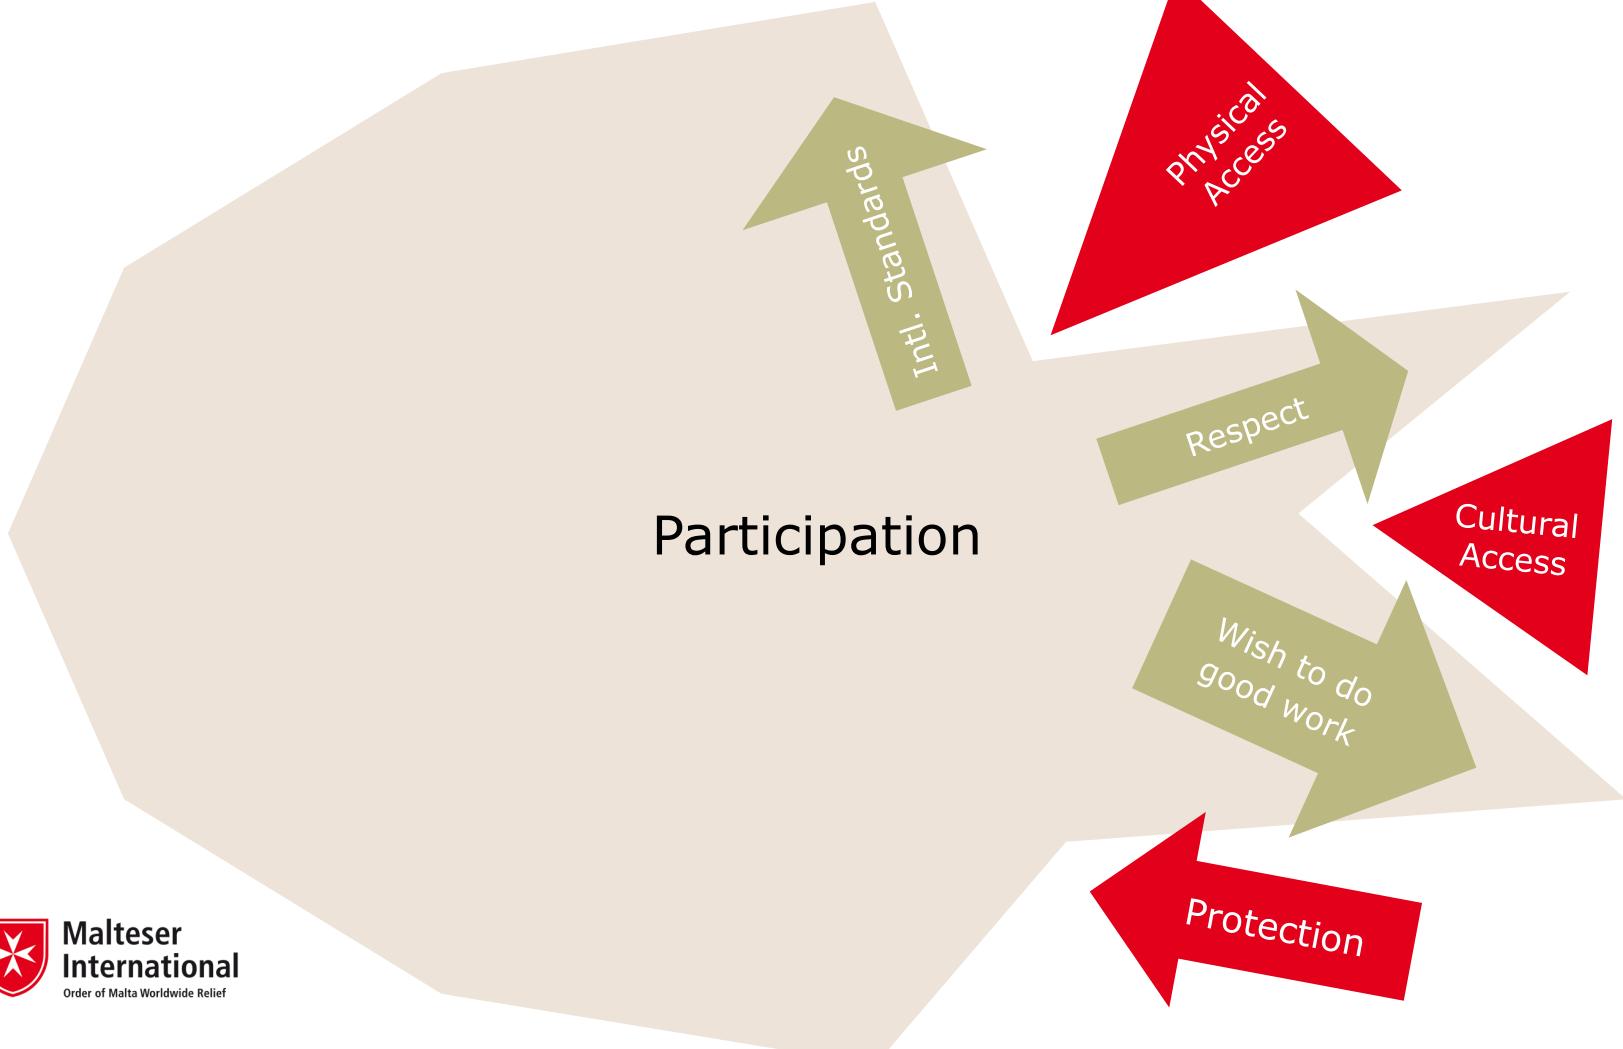 Physical
Access
Intl. Standards
Respect
Cultural
Access
Participation
Wish to do
good work
Protection
Malteser
International
Order of Malta Worldwide Relief